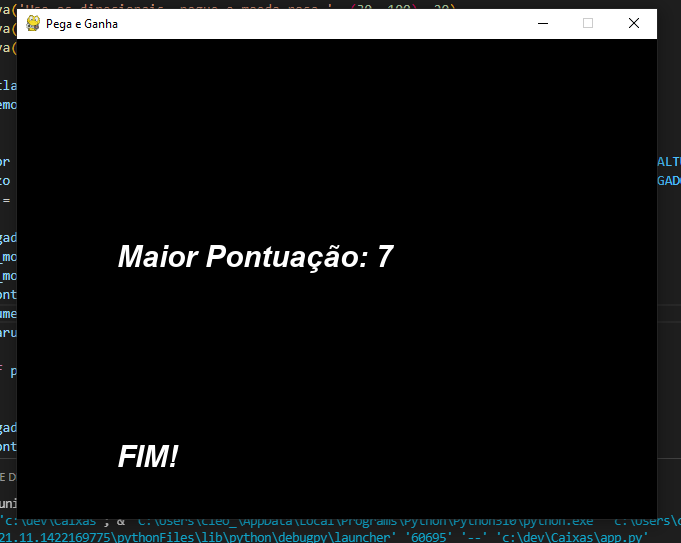 va('Use os direcionais, pegue a moeda rosa.', (30, 100), 20)
va(
va(
Pega e Ganha
tla
emo
or
ALTU
to
GADO
=
gad
_mo
Maior Pontuação: 7
_mo
ont
ume
aru
f p
gad
ont
FIM!
E D
uni
'c:\dev\Caixas'; & 'C:\Users\cleo_\AppData\Local\Programs\Python\Python310\python.exe' 'c:\Users\c
21.11.1422169775\pythonFiles\lib\python\debugpy\launcher' '60695' '--' 'c:\dev\Caixas\app.py'